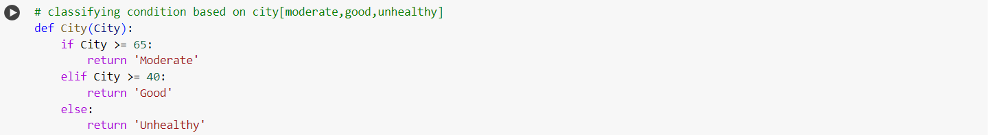 # classifying condition based on city[moderate,good,unhealthy]
def City(City):
    if City >= 65:
        return 'Moderate'
    elif City >= 40:
        return 'Good'
    else:
        return 'Unhealthy'